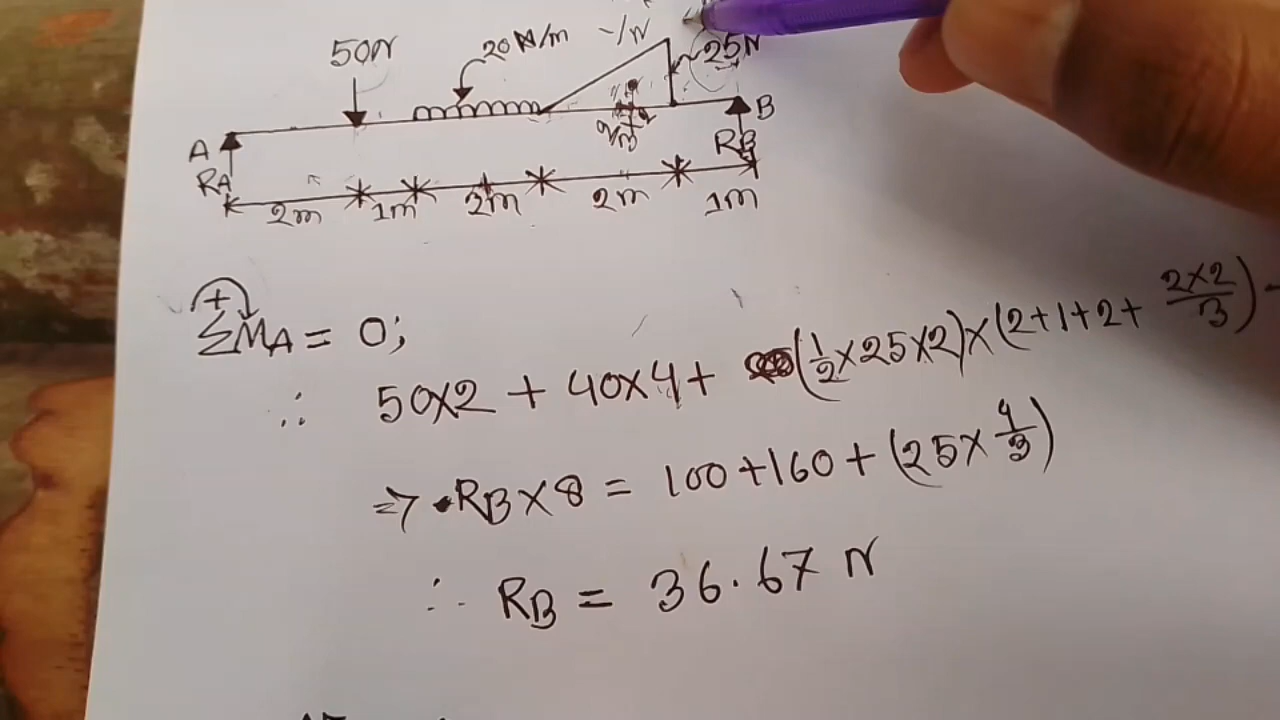 50N 20N/m 25N
A B
RA RB
2m 1m 2m 2m 1m
+
ΣMA = 0;
∴ 50×2 + 40×4 + (1/2×25×2)×(2+1+2+ 2×2/3) -
⇒ RB×8 = 100+160+(25×4/3)
∴ RB = 36.67 N